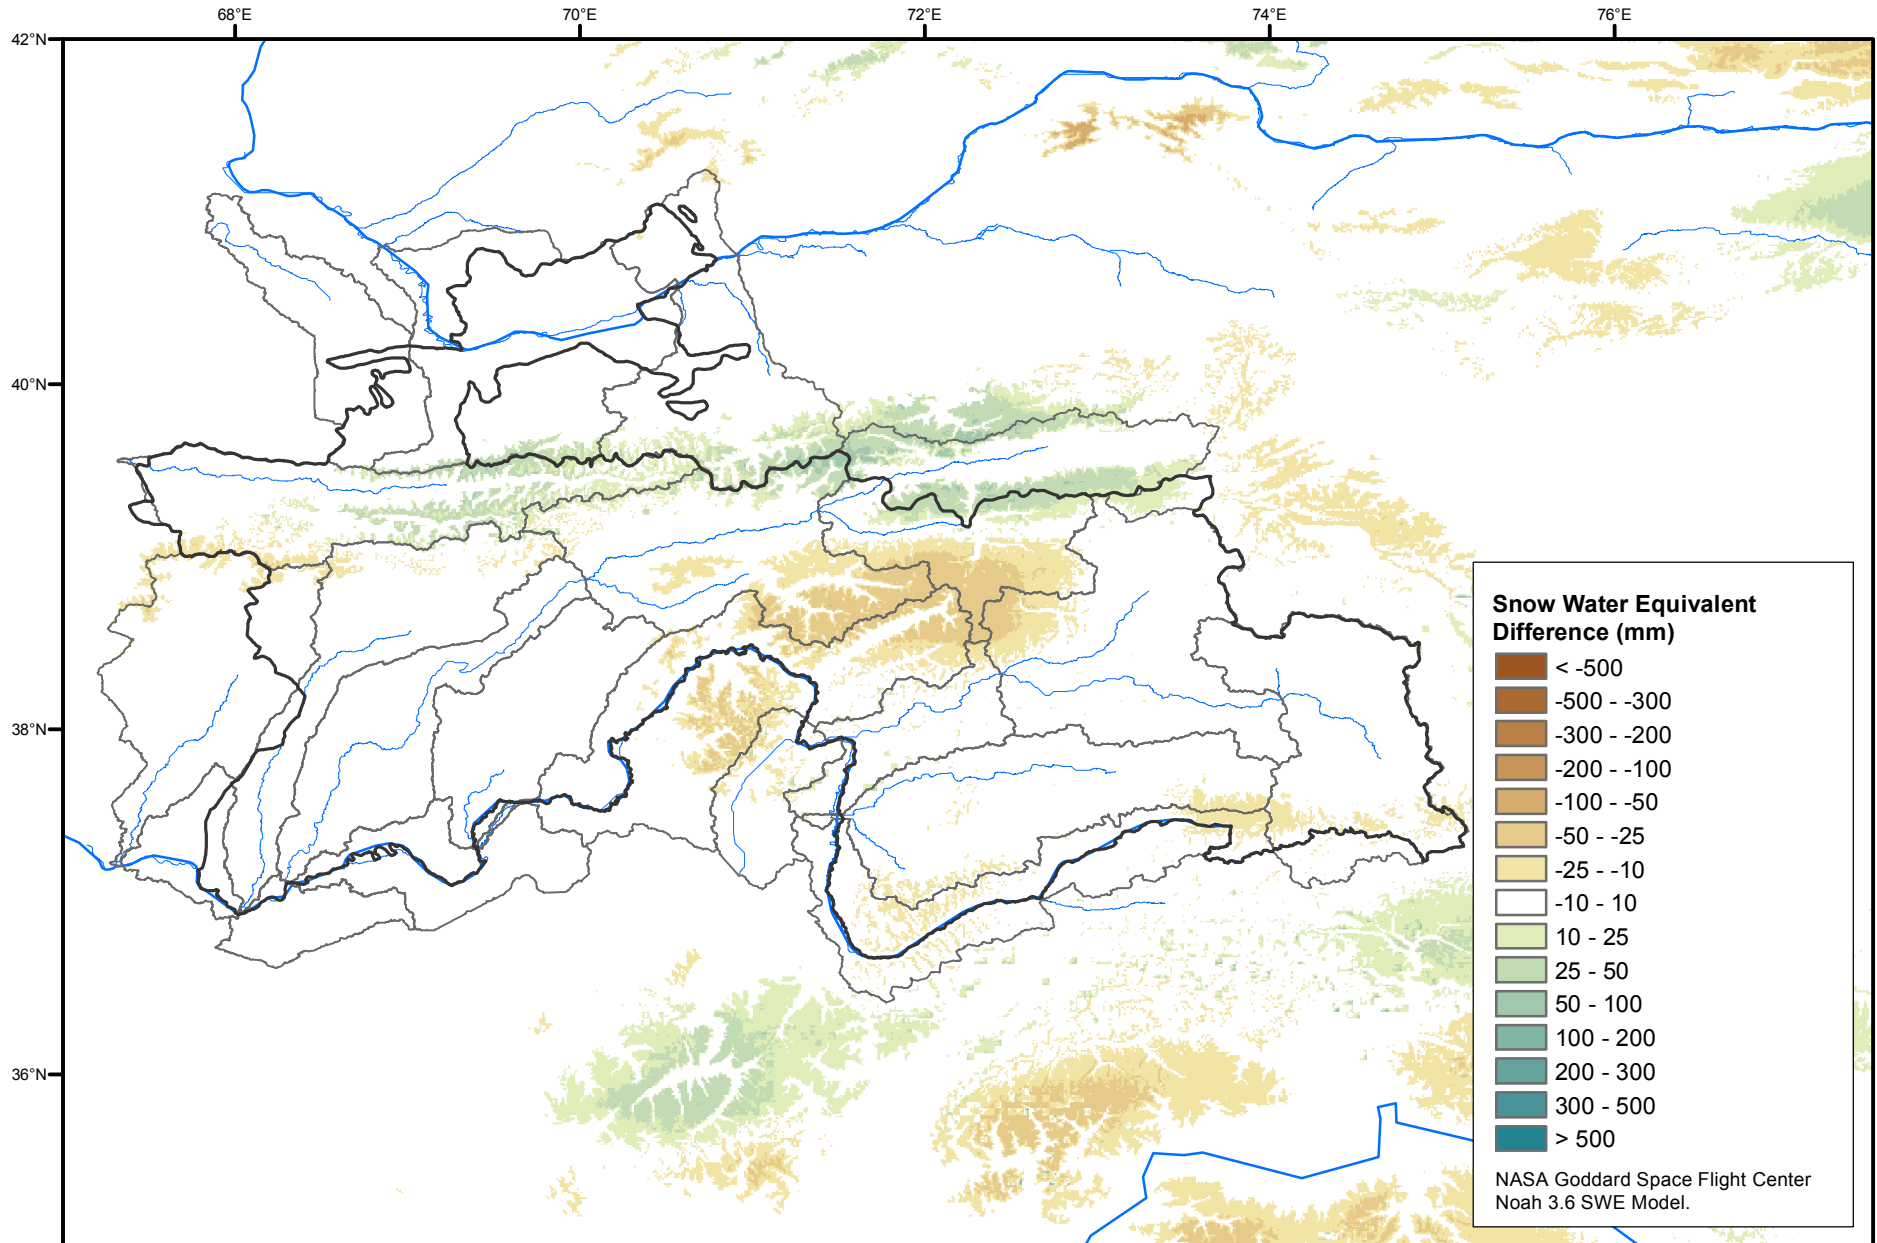 68°E
70°E
72°E
74°E
76°E
42°N
40°N
38°N
36°N
Snow Water Equivalent
Difference (mm)
< -500
-500 - -300
-300 - -200
-200 - -100
-100 - -50
-50 - -25
-25 - -10
-10 - 10
10 - 25
25 - 50
50 - 100
100 - 200
200 - 300
300 - 500
> 500
NASA Goddard Space Flight Center
Noah 3.6 SWE Model.